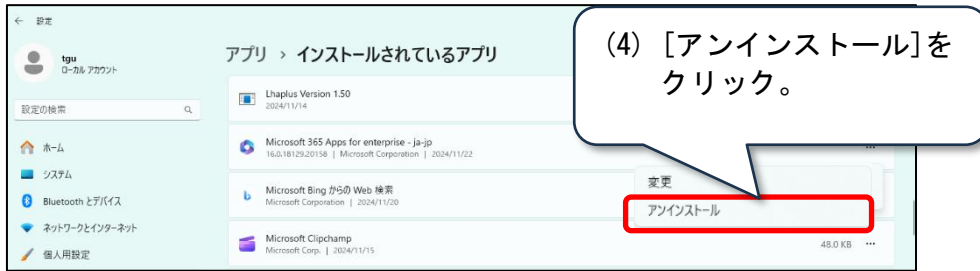 ← 設定
tgu
ローカル アカウント
設定の検索
ホーム
システム
Bluetooth とデバイス
ネットワークとインターネット
個人用設定
アプリ › インストールされているアプリ
Lhaplus Version 1.50
2024/11/14
Microsoft 365 Apps for enterprise - ja-jp
16.0.18129.20158 | Microsoft Corporation | 2024/11/22
Microsoft Bing からの Web 検索
Microsoft Corporation | 2024/11/20
Microsoft Clipchamp
Microsoft Corp. | 2024/11/15
48.0 KB
変更
アンインストール
(4) [アンインストール]を
クリック。